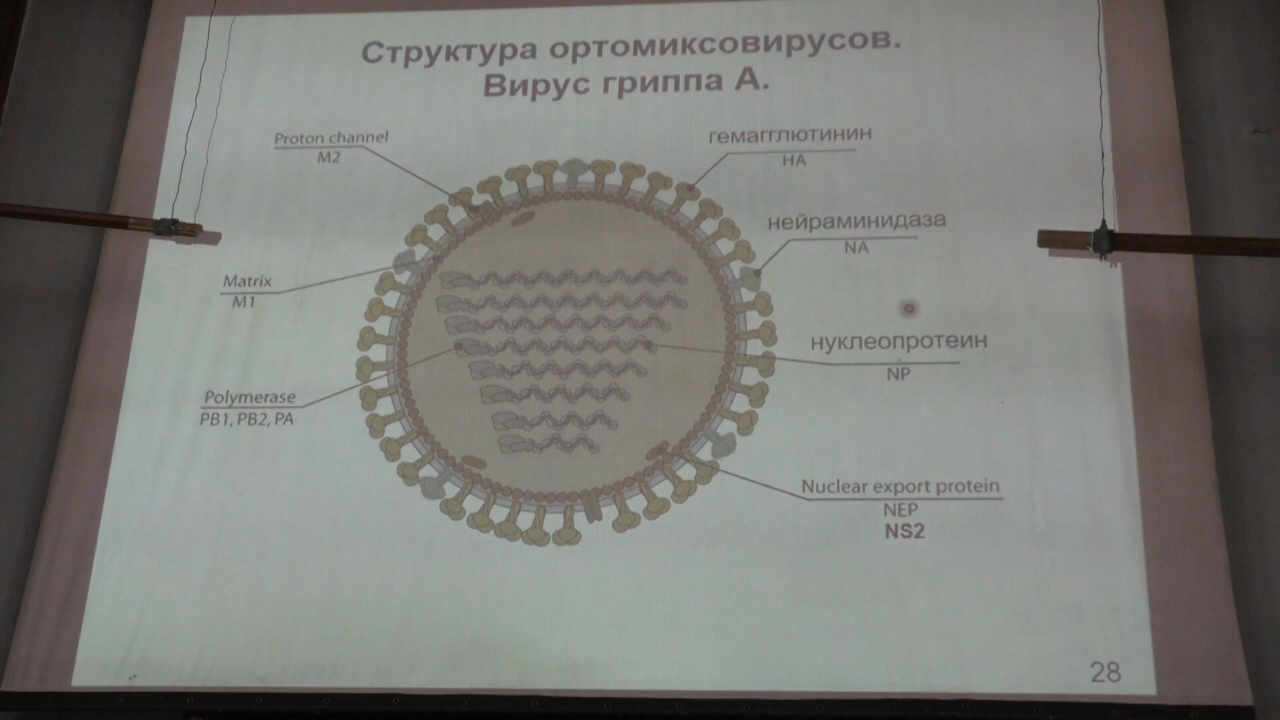 Структура ортомиксовирусов.
Вирус гриппа А.
Proton channel
M2
гемагглютинин
HA
нейраминидаза
NA
Matrix
M1
нуклеопротеин
NP
Polymerase
PB1, PB2, PA
Nuclear export protein
NEP
NS2
28